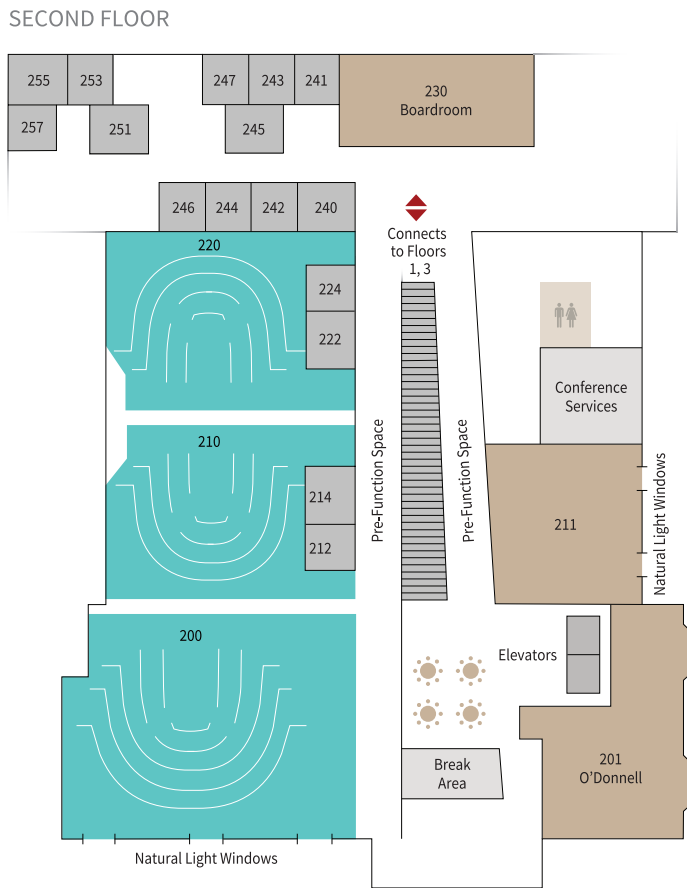 SECOND FLOOR
255
253
247
243
241
230
Boardroom
257
251
245
246
244
242
240
Connects
to Floors
1, 3
220
224
222
Conference
Services
210
214
212
Pre-Function Space
Pre-Function Space
211
Natural Light Windows
200
Elevators
Break
Area
201
O’Donnell
Natural Light Windows